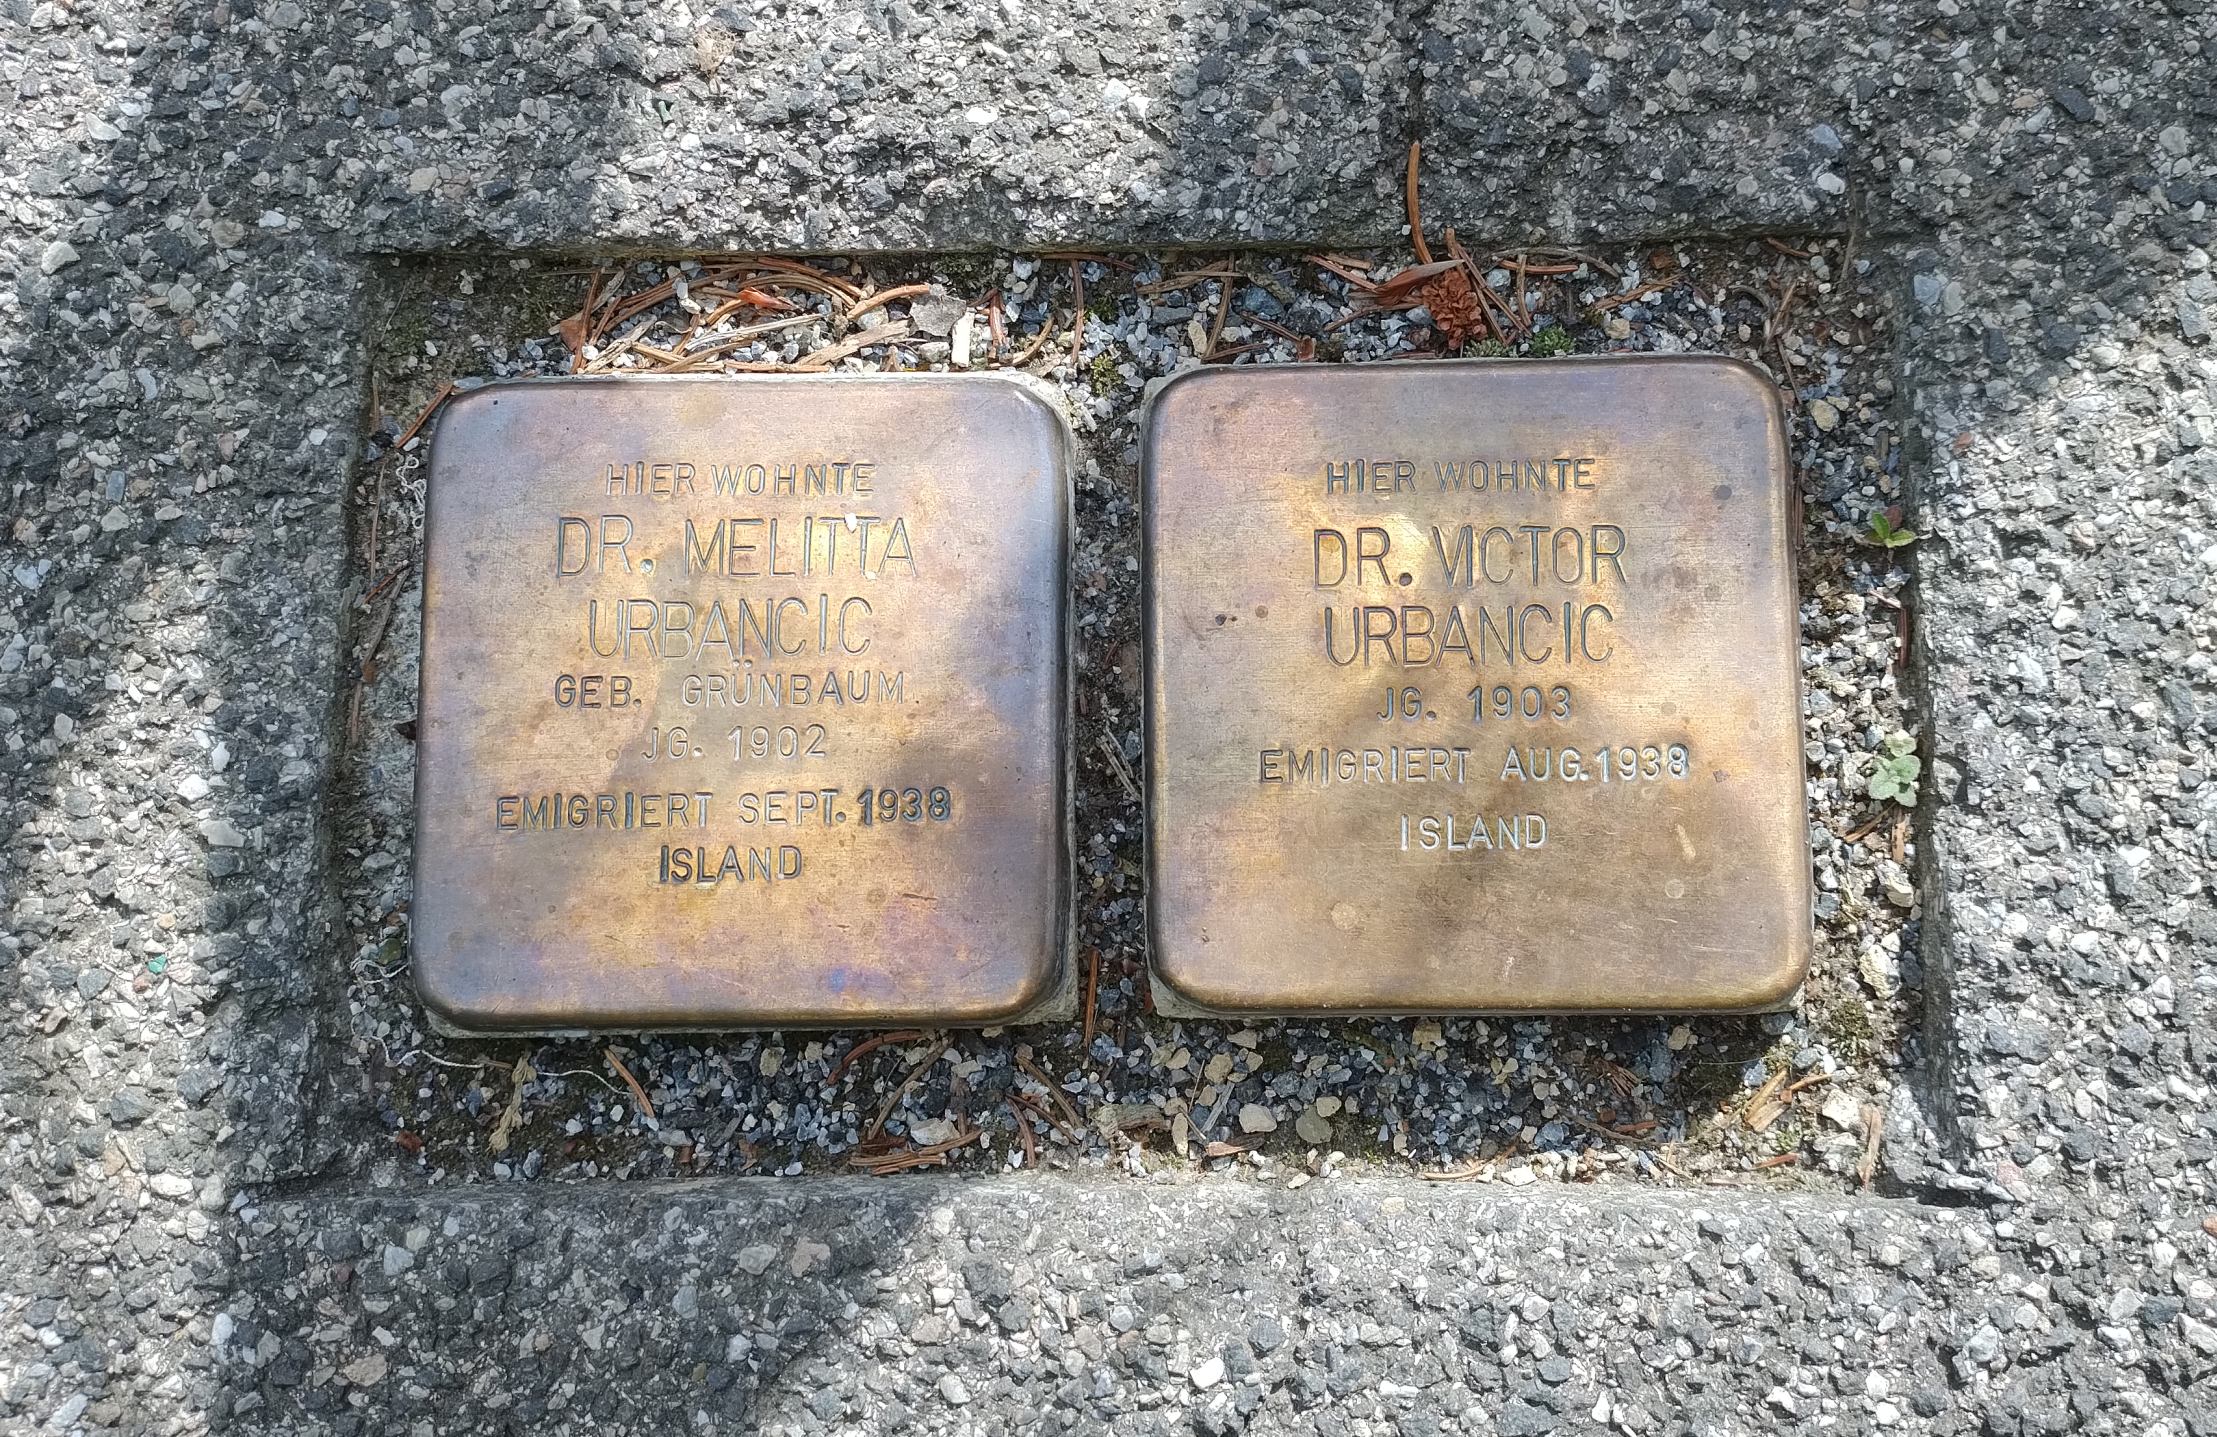 HIER WOHNTE
DR. MELITTA
URBANCIC
GEB. GRÜNBAUM
JG. 1902
EMIGRIERT SEPT. 1938
ISLAND
HIER WOHNTE
DR. VICTOR
URBANCIC
JG. 1903
EMIGRIERT AUG. 1938
ISLAND